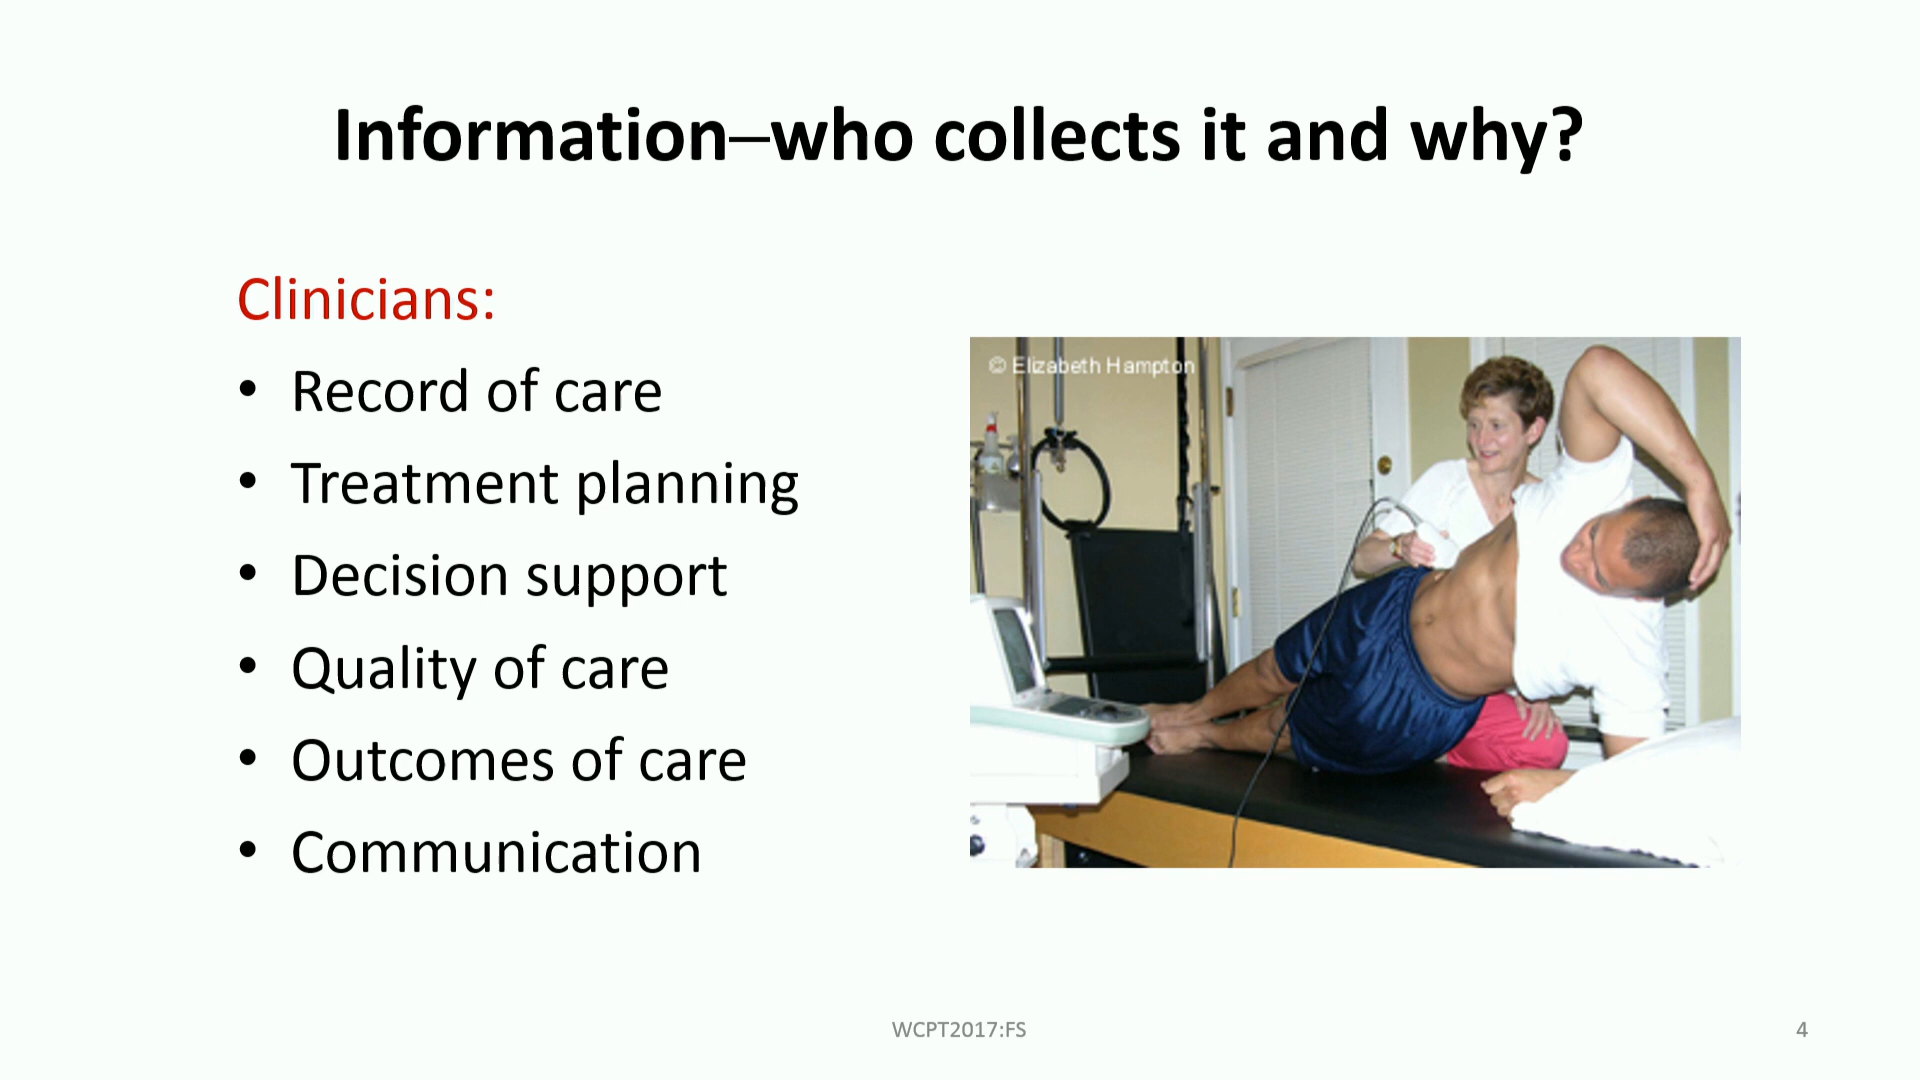 Information–who collects it and why?
Clinicians:
• Record of care
• Treatment planning
• Decision support
• Quality of care
• Outcomes of care
• Communication
© Elizabeth Hampton
WCPT2017:FS
4